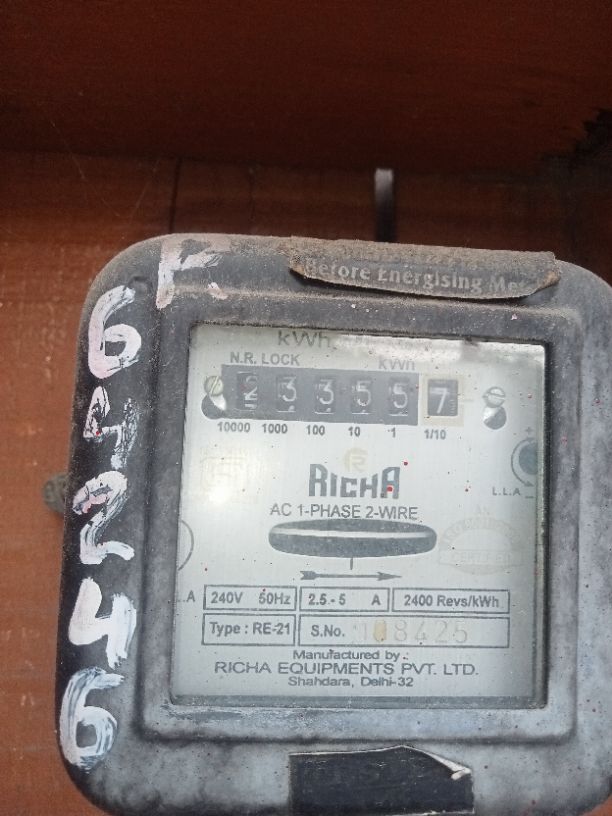 Before Energising Me
R
6
9
2
4
6
kWh
N.R. LOCK kWh
2 3 3 5 5 7
10000 1000 100 10 1 1/10
RICHA
L.L.A
AC 1-PHASE 2-WIRE
240V 50Hz 2.5 - 5 A 2400 Revs/kWh
Type : RE-21 S.No. 108425
Manufactured by :
RICHA EQUIPMENTS PVT. LTD.
Shahdara, Delhi-32